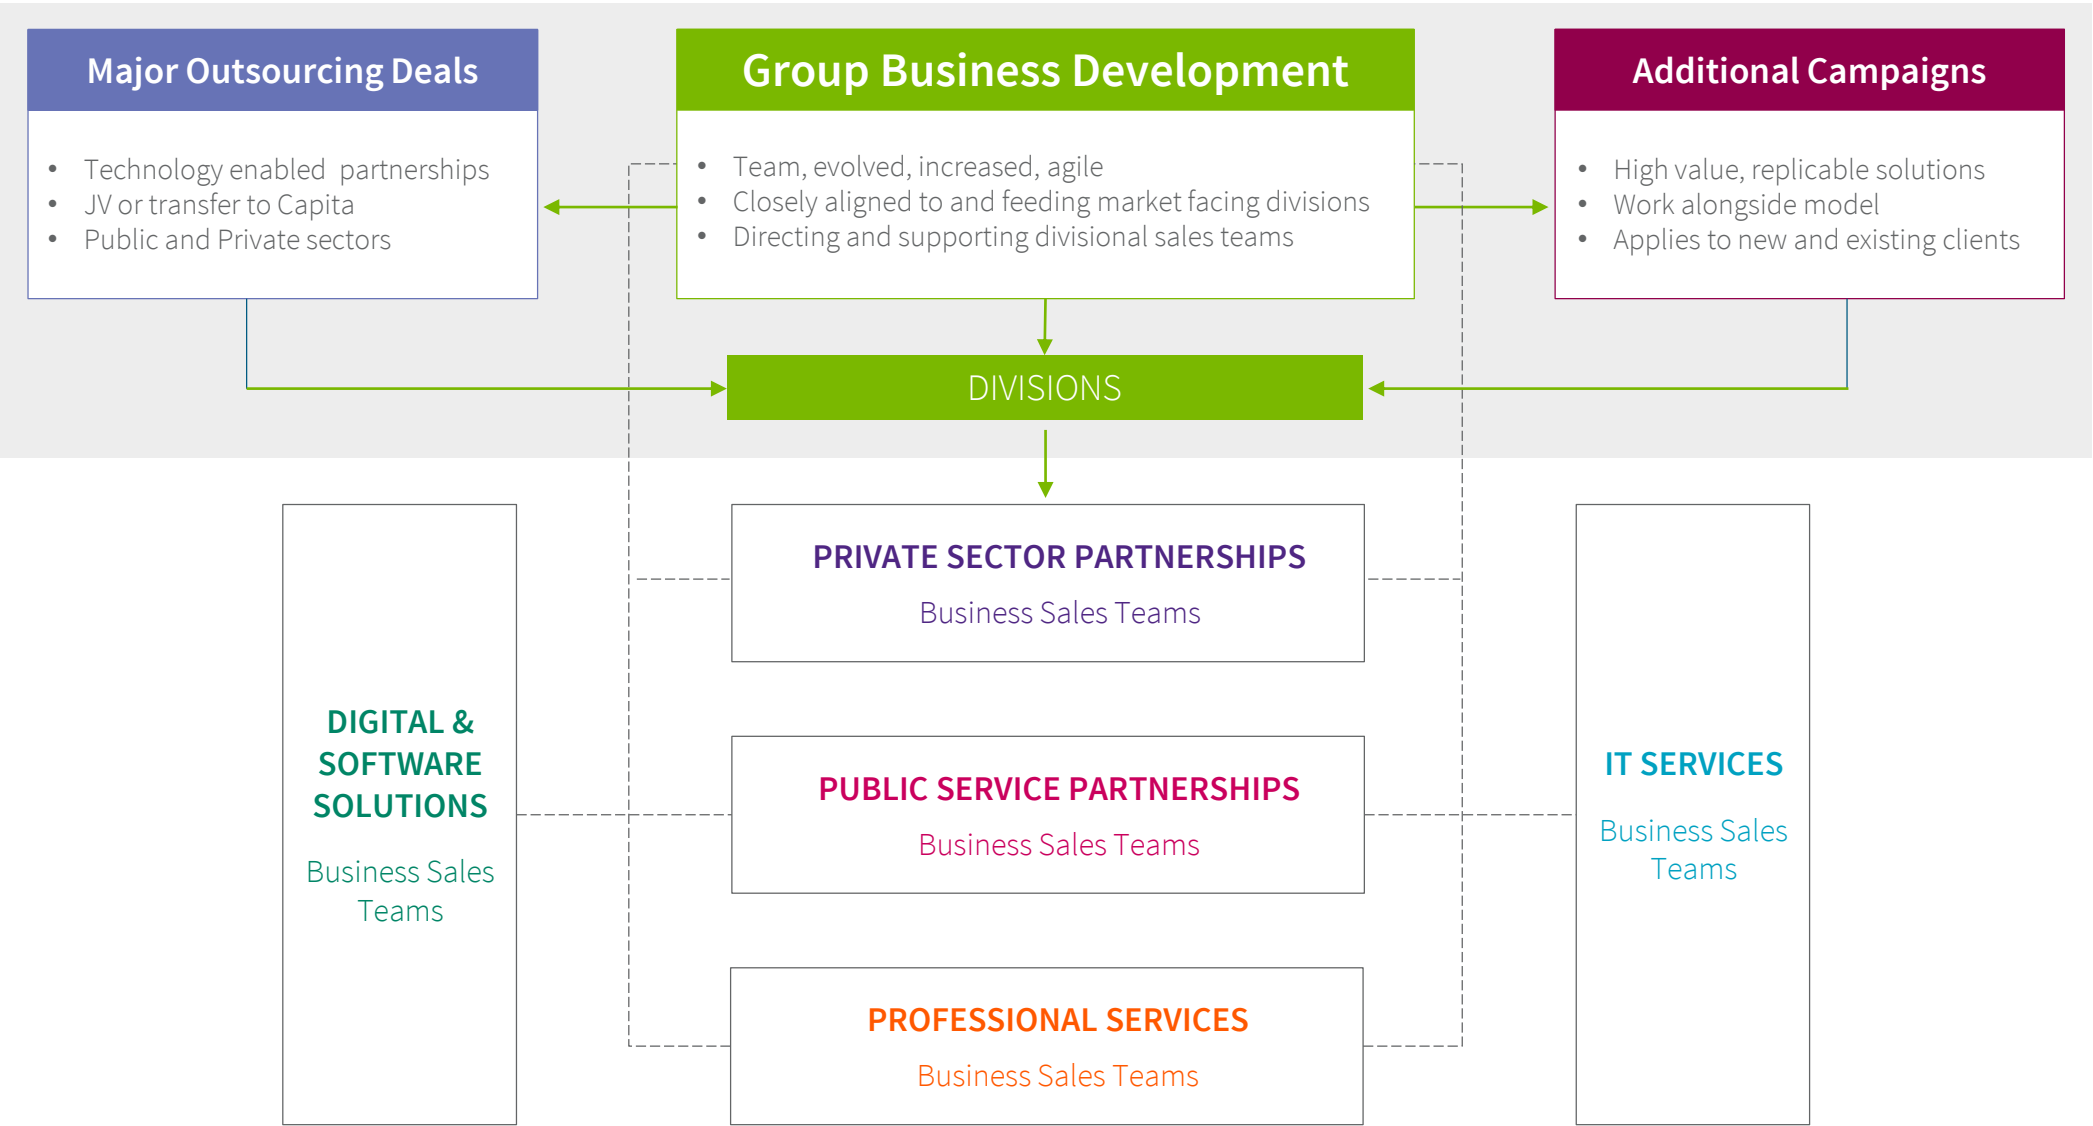 Major Outsourcing Deals
• Technology enabled partnerships
• JV or transfer to Capita
• Public and Private sectors
Group Business Development
• Team, evolved, increased, agile
• Closely aligned to and feeding market facing divisions
• Directing and supporting divisional sales teams
Additional Campaigns
• High value, replicable solutions
• Work alongside model
• Applies to new and existing clients
DIVISIONS
DIGITAL &
SOFTWARE
SOLUTIONS
Business Sales
Teams
PRIVATE SECTOR PARTNERSHIPS
Business Sales Teams
PUBLIC SERVICE PARTNERSHIPS
Business Sales Teams
PROFESSIONAL SERVICES
Business Sales Teams
IT SERVICES
Business Sales
Teams